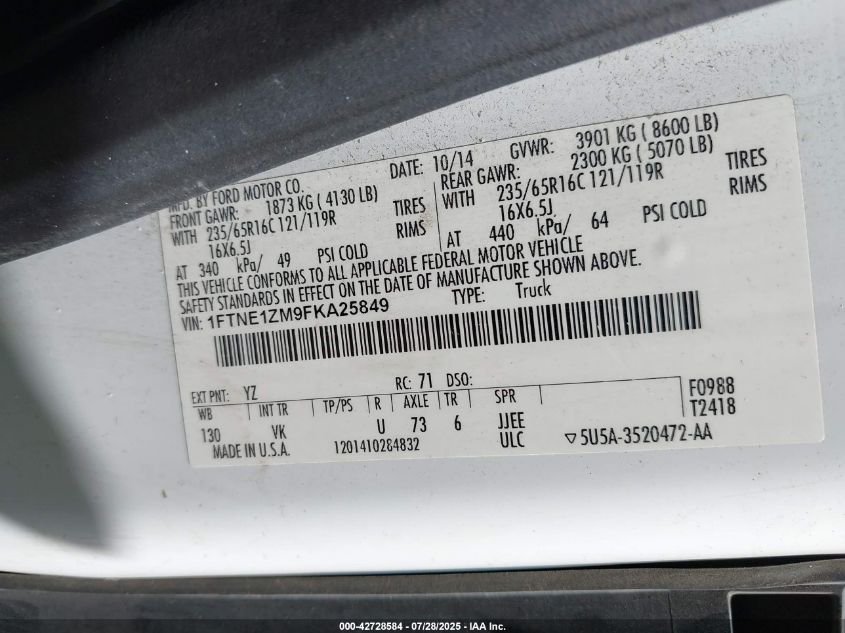 MFD. BY FORD MOTOR CO.
DATE: 10/14 GVWR: 3901 KG ( 8600 LB)
FRONT GAWR: 1873 KG ( 4130 LB)
REAR GAWR: 2300 KG ( 5070 LB)
WITH 235/65R16C 121/119R TIRES
WITH 235/65R16C 121/119R TIRES
16X6.5J RIMS
16X6.5J RIMS
AT 340 kPa/ 49 PSI COLD
AT 440 kPa/ 64 PSI COLD
THIS VEHICLE CONFORMS TO ALL APPLICABLE FEDERAL MOTOR VEHICLE
SAFETY STANDARDS IN EFFECT ON THE DATE OF MANUFACTURE SHOWN ABOVE.
VIN: 1FTNE1ZM9FKA25849 TYPE: Truck
EXT PNT: YZ RC: 71 DSO:
WB INT TR TP/PS R AXLE TR SPR F0988
130 VK U 73 6 JJEE T2418
MADE IN U.S.A. 1201410284832 ULC ▽5U5A-3520472-AA
000-42728584 - 07/28/2025 - IAA Inc.